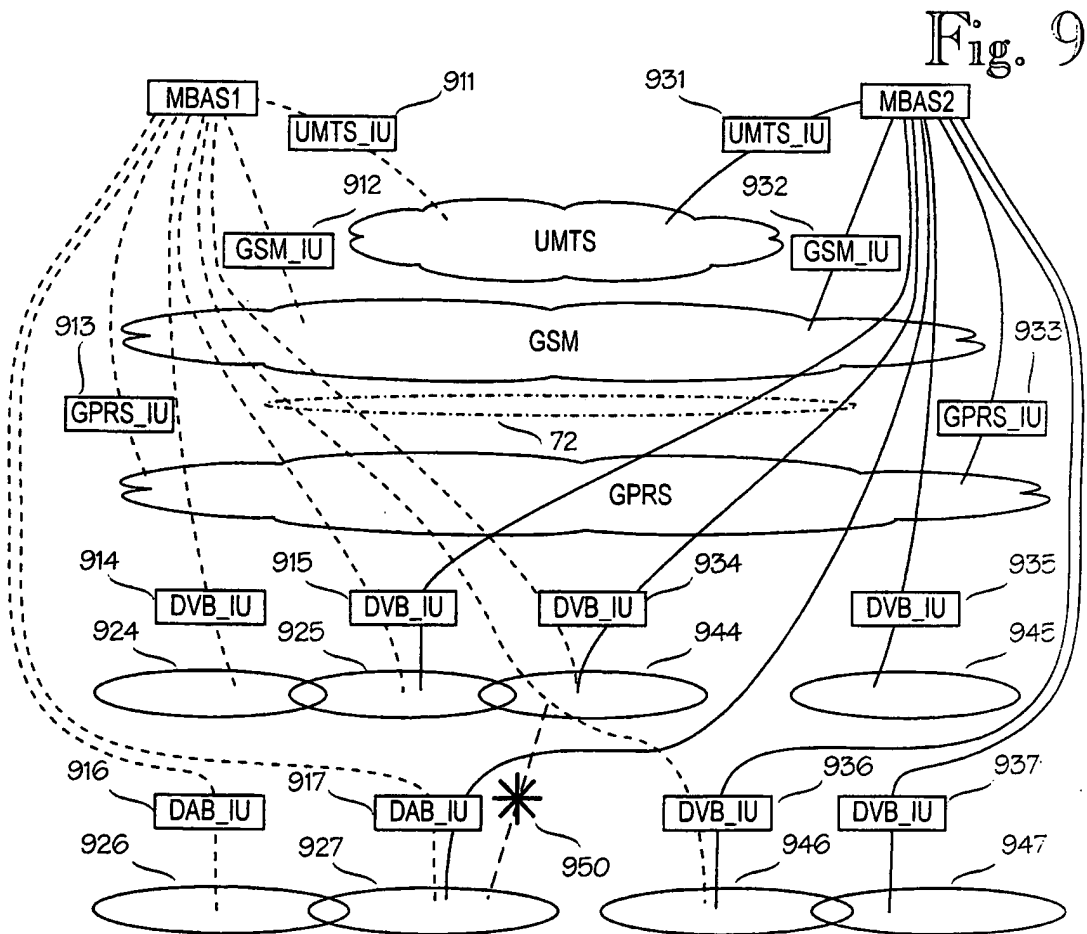 Fig. 9
MBAS1
911
931
MBAS2
UMTS_IU
UMTS_IU
912
932
GSM_IU
UMTS
GSM_IU
913
GSM
933
GPRS_IU
72
GPRS_IU
GPRS
914
915
934
935
DVB_IU
DVB_IU
DVB_IU
DVB_IU
924
925
944
945
916
917
936
937
DAB_IU
DAB_IU
DVB_IU
DVB_IU
926
927
950
946
947